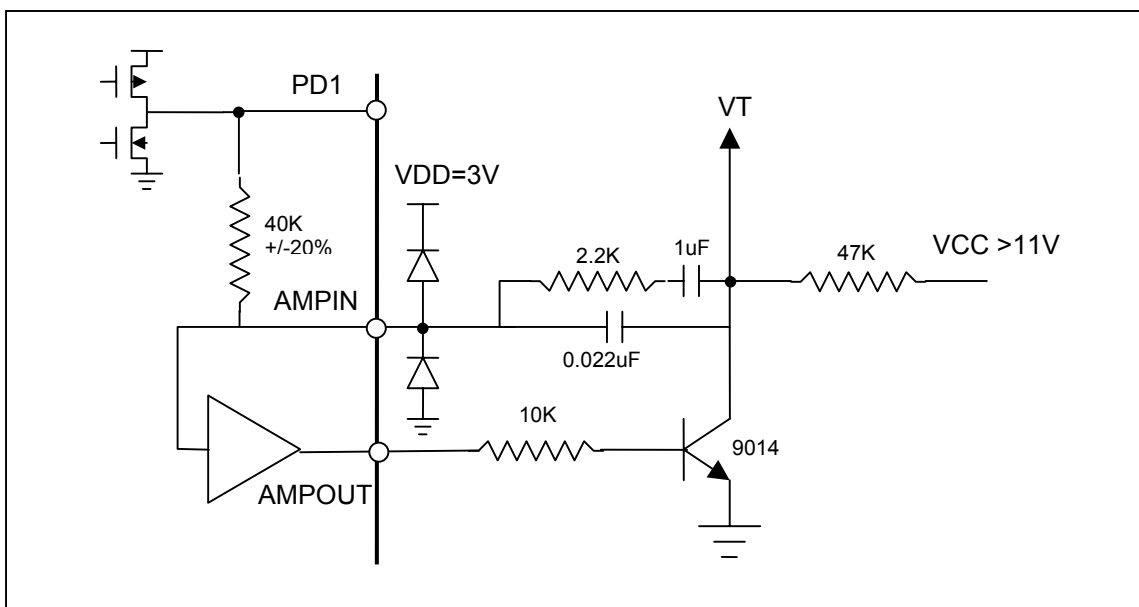 PD1
VT
VDD=3V
40K
+/-20%
2.2K
1uF
47K
VCC >11V
AMPIN
0.022uF
10K
9014
AMPOUT